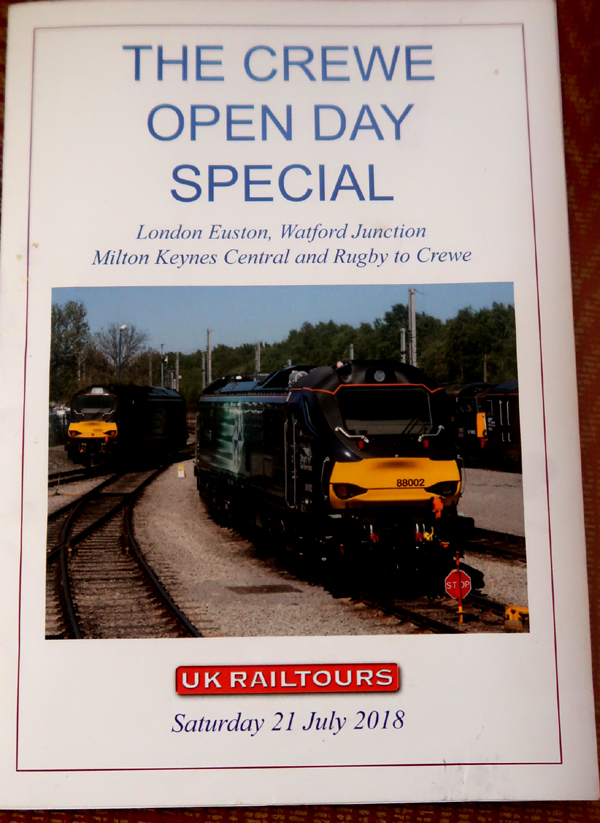 THE CREWE
OPEN DAY
SPECIAL
London Euston, Watford Junction
Milton Keynes Central and Rugby to Crewe
88002
STOP
UK RAILTOURS
Saturday 21 July 2018